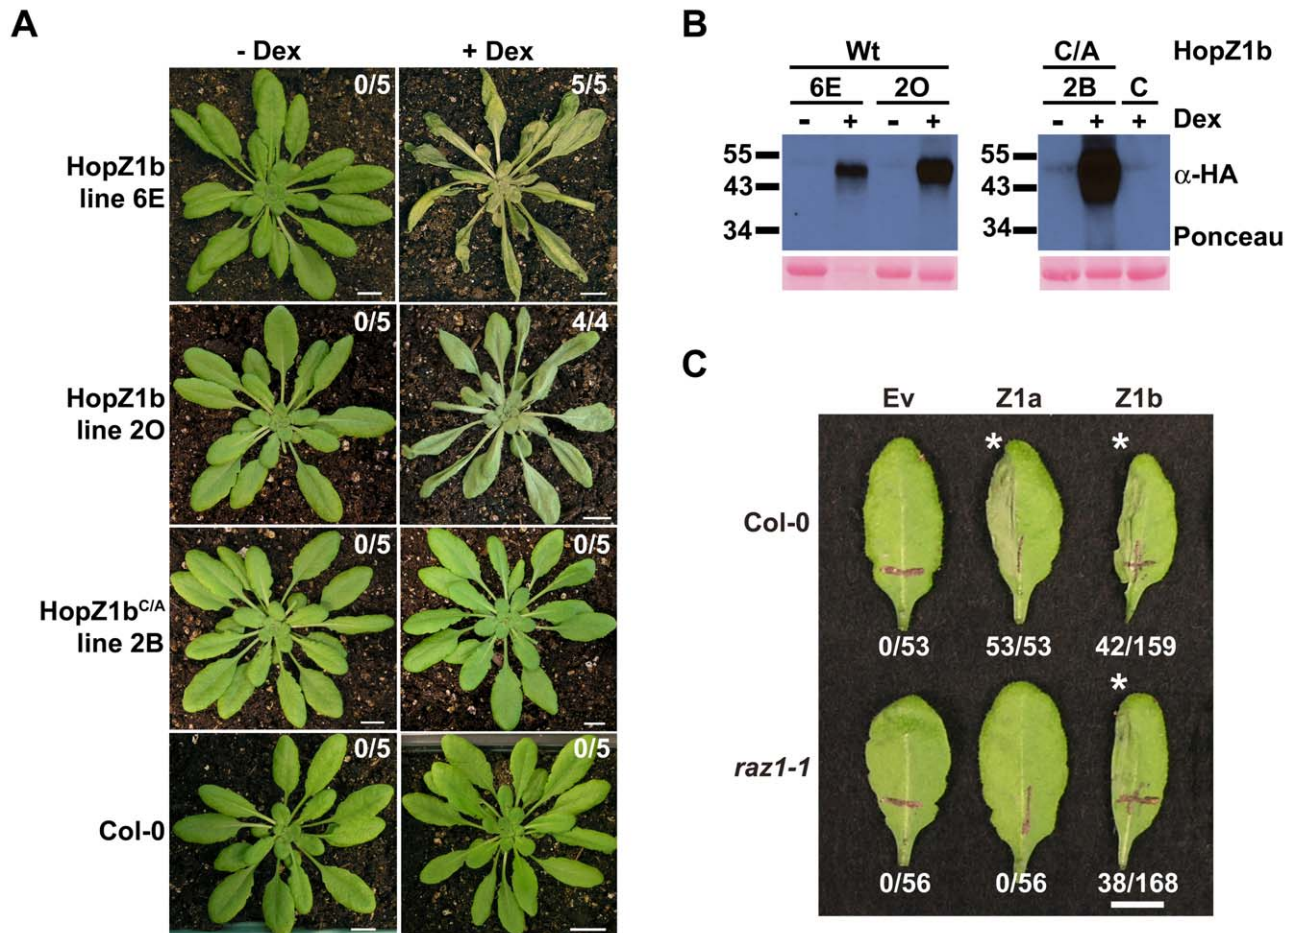 A
- Dex
+ Dex
HopZ1b
line 6E
0/5
5/5
HopZ1b
line 2O
0/5
4/4
HopZ1b^C/A
line 2B
0/5
0/5
Col-0
0/5
0/5
B
Wt
C/A
HopZ1b
6E
2O
2B
C
- + - +
- + +
Dex
55
43
34
55
43
34
α-HA
Ponceau
C
Ev Z1a Z1b
Col-0
* *
0/53 53/53 42/159
*
raz1-1
0/56 0/56 38/168